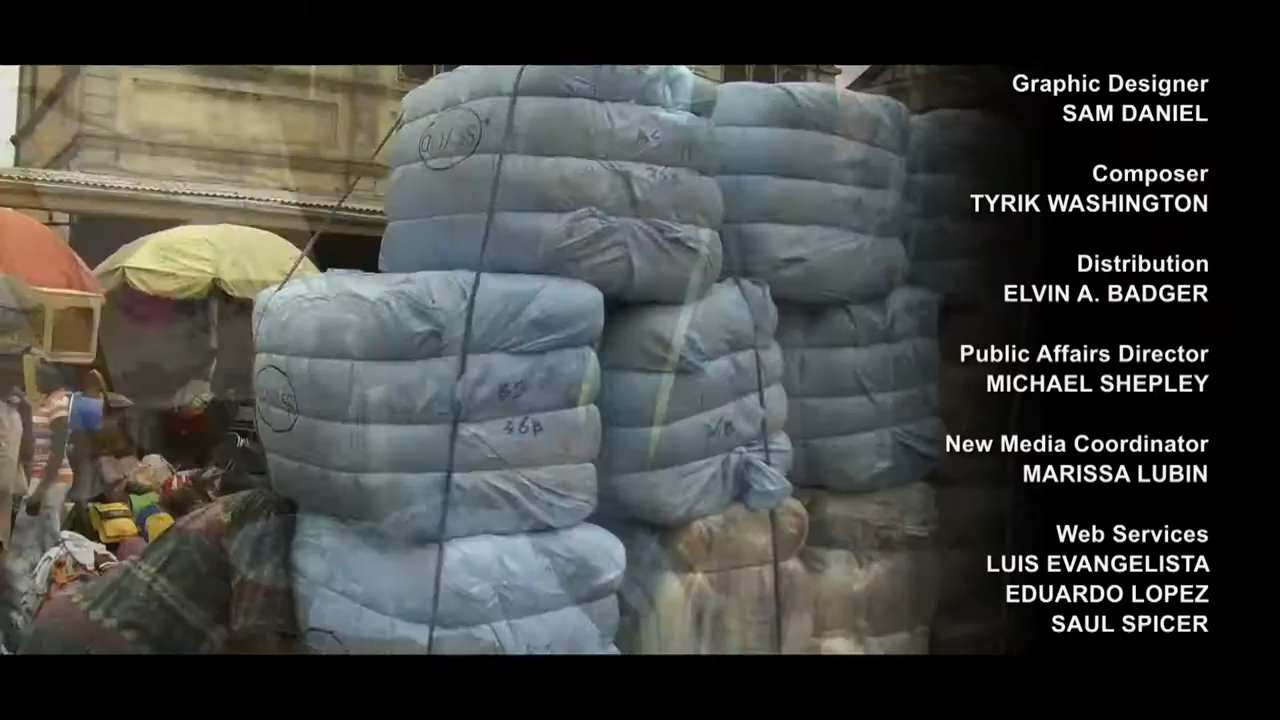 Graphic Designer
SAM DANIEL
Composer
TYRIK WASHINGTON
Distribution
ELVIN A. BADGER
Public Affairs Director
MICHAEL SHEPLEY
New Media Coordinator
MARISSA LUBIN
Web Services
LUIS EVANGELISTA
EDUARDO LOPEZ
SAUL SPICER